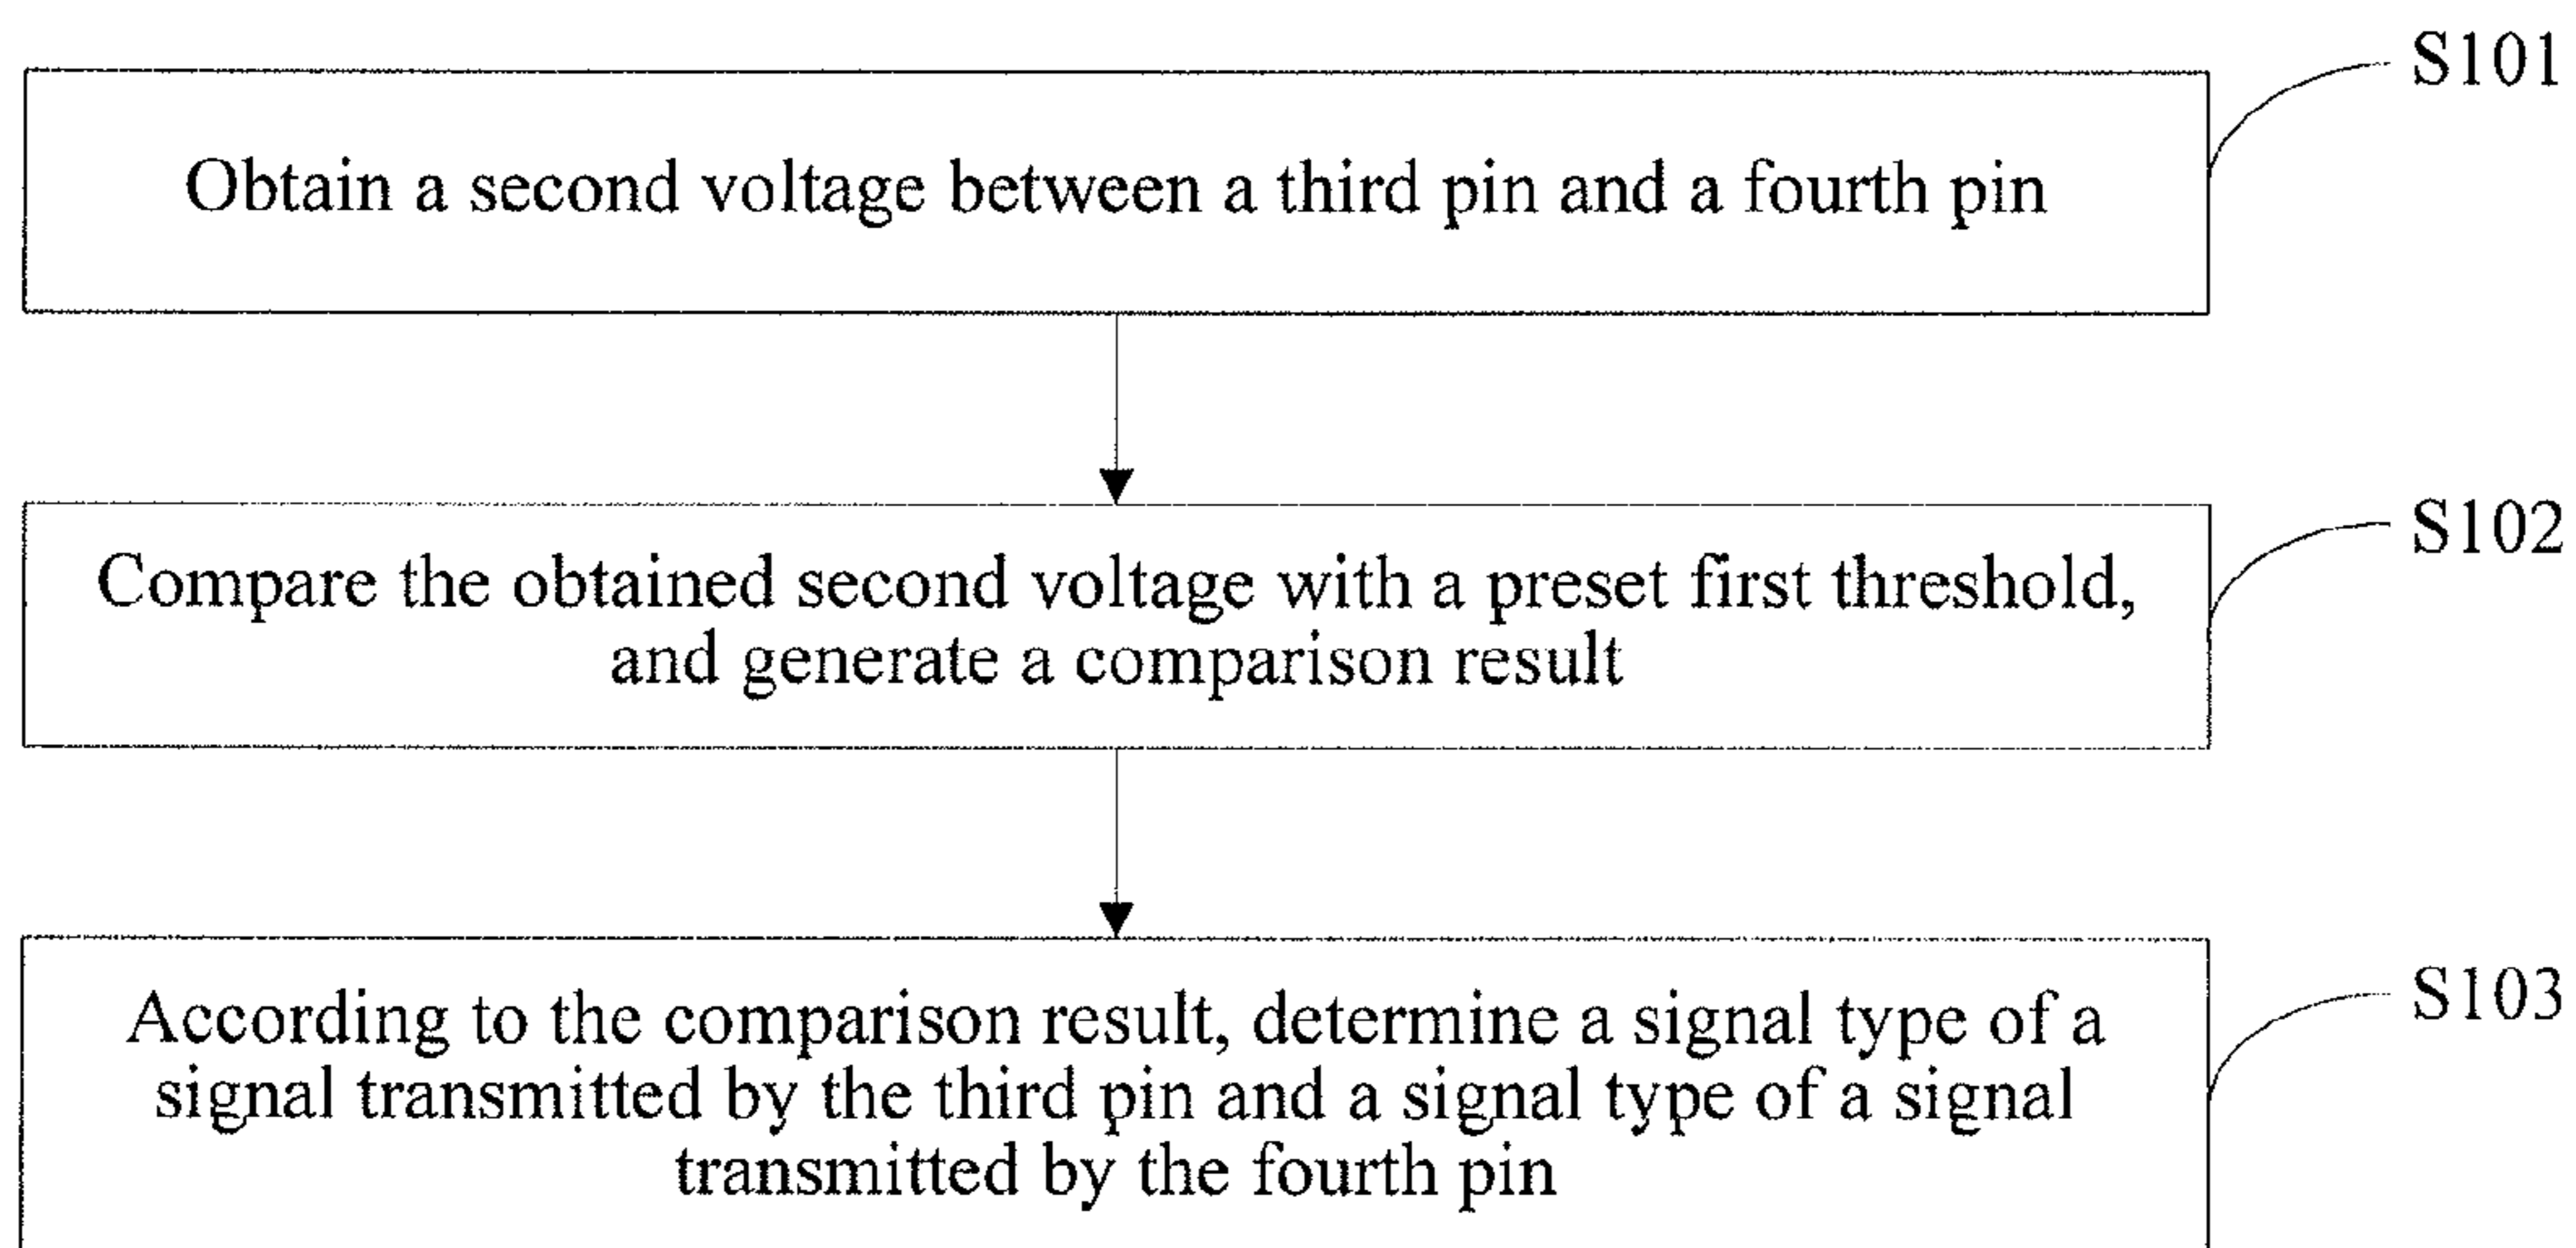 S101
Obtain a second voltage between a third pin and a fourth pin
S102
Compare the obtained second voltage with a preset first threshold,
and generate a comparison result
S103
According to the comparison result, determine a signal type of a
signal transmitted by the third pin and a signal type of a signal
transmitted by the fourth pin